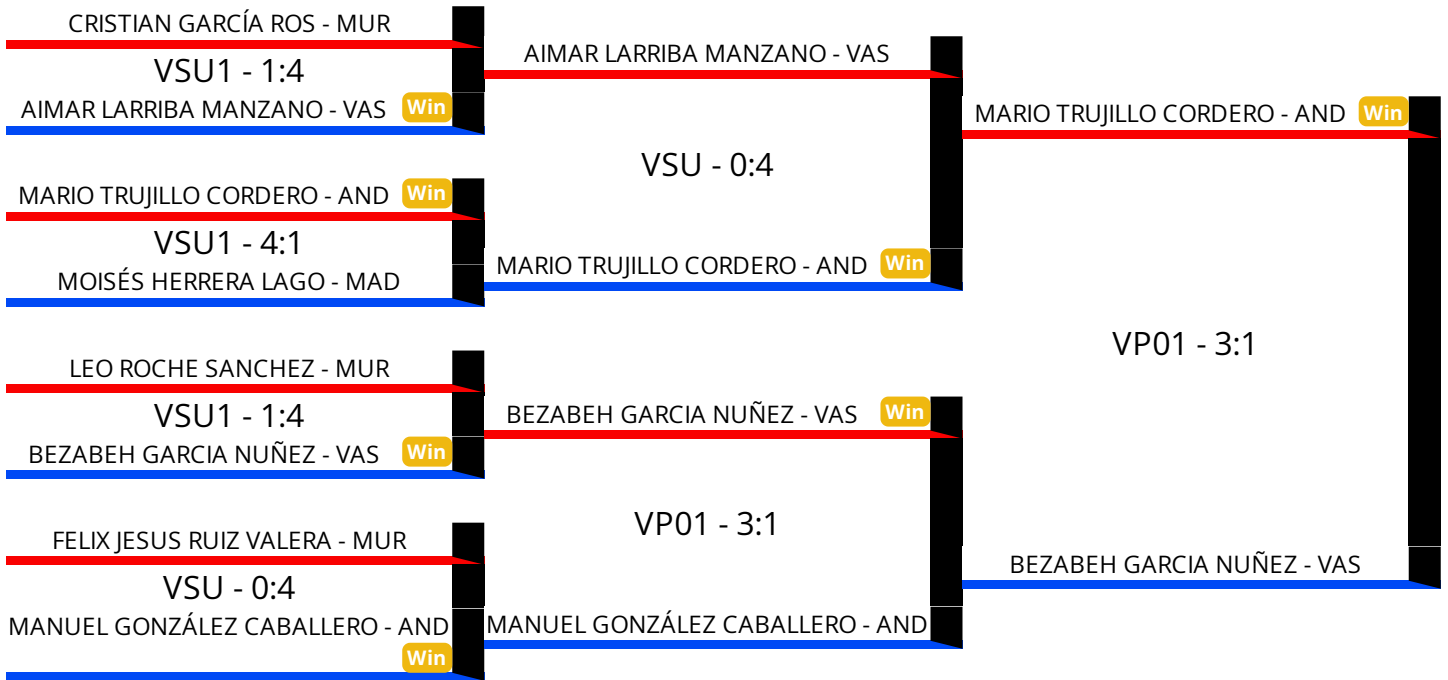 CRISTIAN GARCÍA ROS - MUR
VSU1 - 1:4
AIMAR LARRIBA MANZANO - VAS Win
MARIO TRUJILLO CORDERO - AND Win
VSU1 - 4:1
MOISÉS HERRERA LAGO - MAD
LEO ROCHE SANCHEZ - MUR
VSU1 - 1:4
BEZABEH GARCIA NUÑEZ - VAS Win
FELIX JESUS RUIZ VALERA - MUR
VSU - 0:4
MANUEL GONZÁLEZ CABALLERO - AND
Win
AIMAR LARRIBA MANZANO - VAS
VSU - 0:4
MARIO TRUJILLO CORDERO - AND Win
BEZABEH GARCIA NUÑEZ - VAS Win
VPO1 - 3:1
MANUEL GONZÁLEZ CABALLERO - AND
MARIO TRUJILLO CORDERO - AND Win
VPO1 - 3:1
BEZABEH GARCIA NUÑEZ - VAS